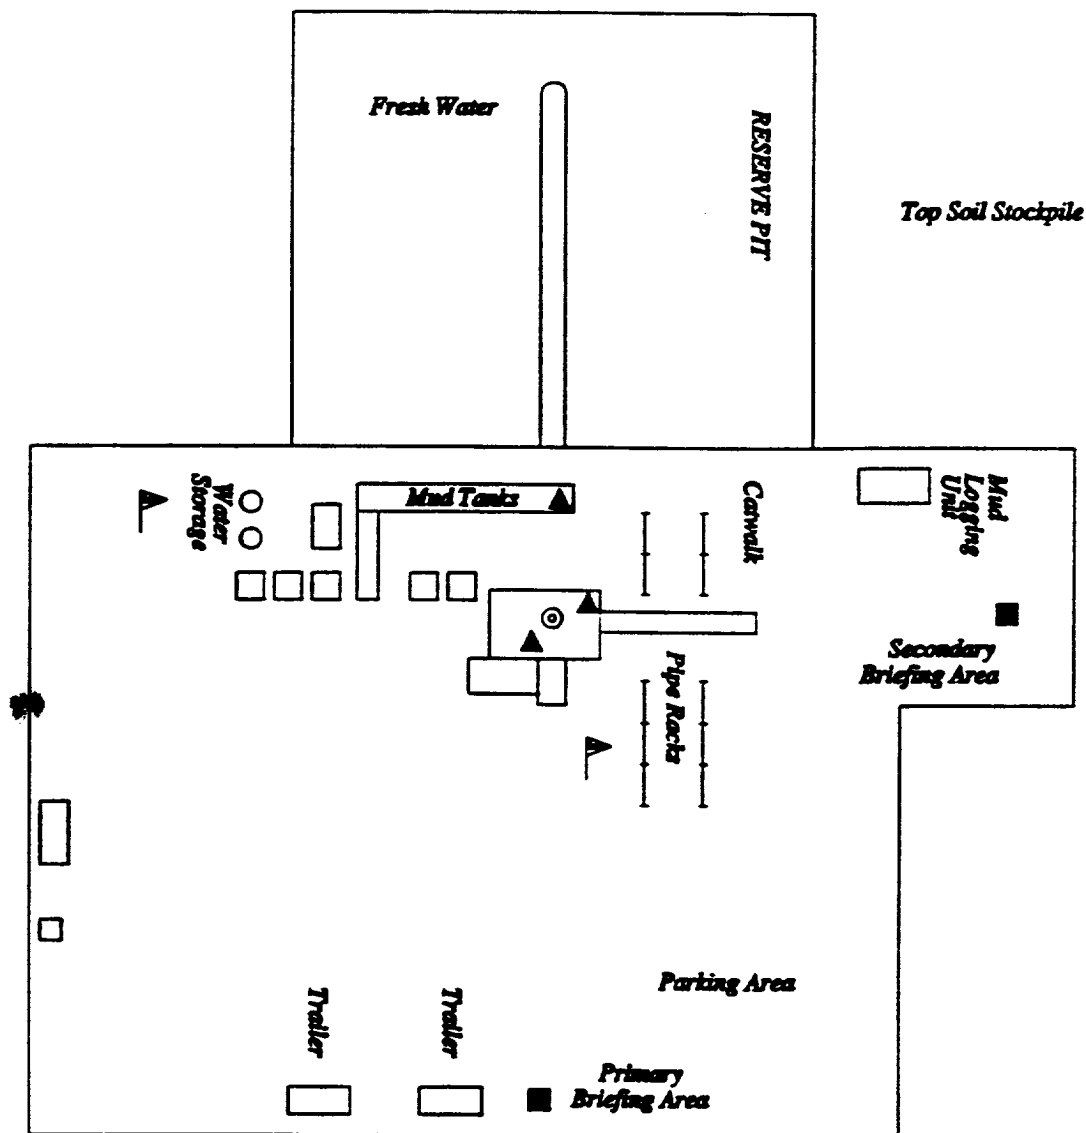 Fresh Water
RESERVE PIT
Top Soil Stockpile
Water
Storage
Mud Tanks
Catwalk
Mud
Logging
Unit
Secondary
Briefing Area
Pipe Racks
Parking Area
Trailer
Trailer
Primary
Briefing Area